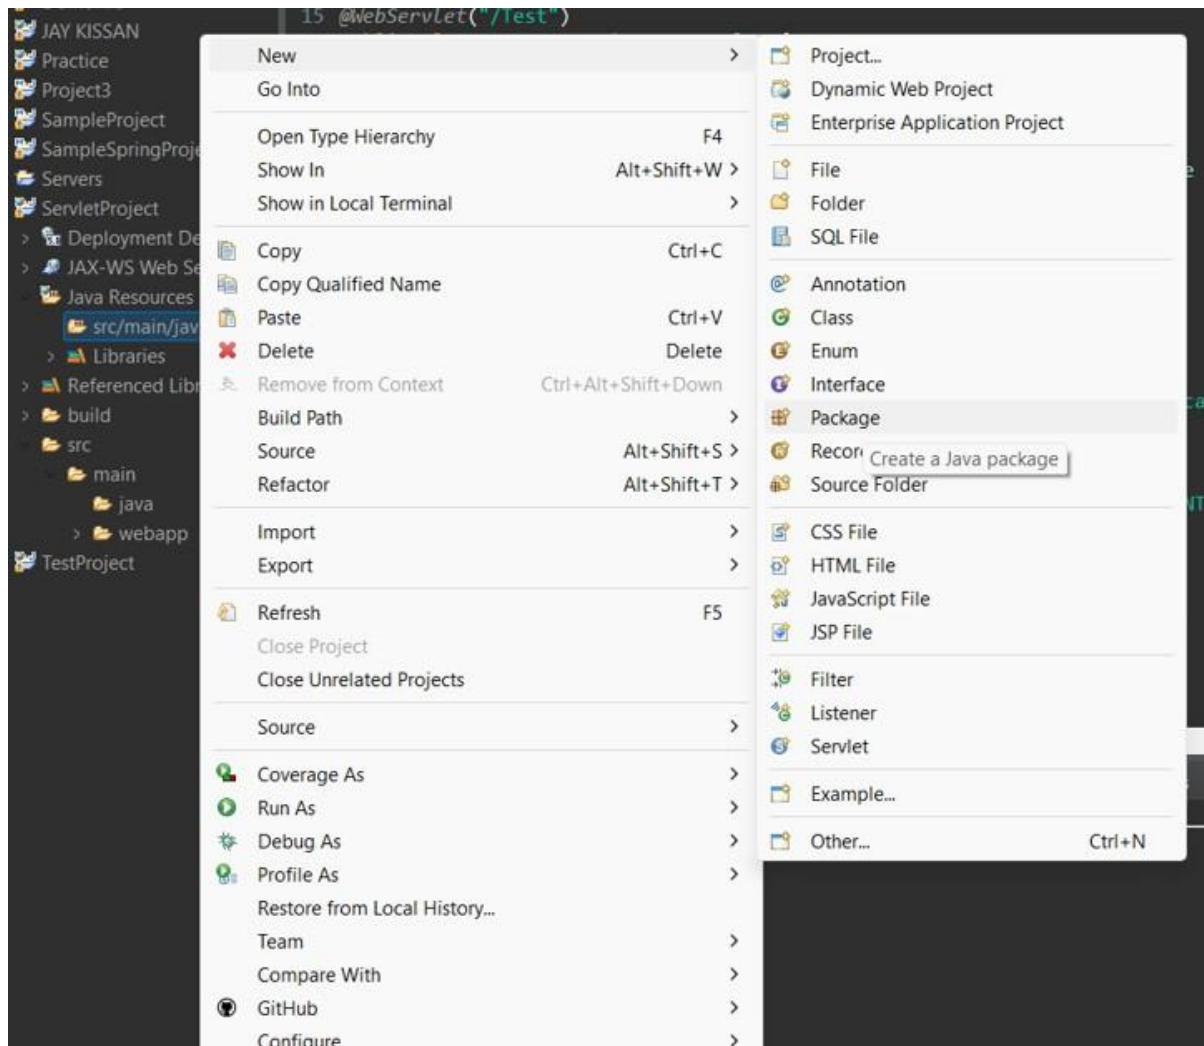 15 @WebServlet("/Test")
JAY KISSAN
Practice
Project3
SampleProject
SampleSpringProje
Servers
ServletProject
Deployment De
JAX-WS Web Se
Java Resources
src/main/jav
Libraries
Referenced Libr
build
src
main
java
webapp
TestProject
New
Go Into
Open Type Hierarchy F4
Show In Alt+Shift+W
Show in Local Terminal
Copy Ctrl+C
Copy Qualified Name
Paste Ctrl+V
Delete Delete
Remove from Context Ctrl+Alt+Shift+Down
Build Path
Source Alt+Shift+S
Refactor Alt+Shift+T
Import
Export
Refresh F5
Close Project
Close Unrelated Projects
Source
Coverage As
Run As
Debug As
Profile As
Restore from Local History...
Team
Compare With
GitHub
Configure
Project...
Dynamic Web Project
Enterprise Application Project
File
Folder
SQL File
Annotation
Class
Enum
Interface
Package
Recor
Create a Java package
Source Folder
CSS File
HTML File
JavaScript File
JSP File
Filter
Listener
Servlet
Example...
Other... Ctrl+N